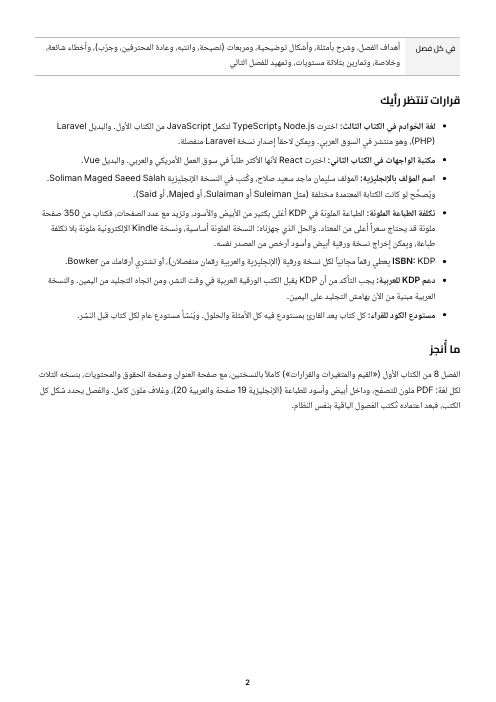 في كل فصل
أهداف الفصل، وشرح بأمثلة، وأشكال توضيحية، ومربعات (نصيحة، وانتبه، وعادة المحترفين، وجرّب)، وأخطاء شائعة،
وخلاصة، وتمارين بثلاثة مستويات، وتمهيد للفصل التالي
قرارات تنتظر رأيك
• لغة الخوادم في الكتاب الثالث: اخترت Node.js وTypeScript لتكمل JavaScript من الكتاب الأول. والبديل Laravel
(PHP)، وهو منتشر في السوق العربي. ويمكن لاحقاً إصدار نسخة Laravel منفصلة.
• مكتبة الواجهات في الكتاب الثاني: اخترت React لأنها الأكثر طلباً في سوق العمل الأمريكي والعربي. والبديل Vue.
• اسم المؤلف بالإنجليزية: المؤلف سليمان ماجد سعيد صلاح، وكُتب في النسخة الإنجليزية Soliman Maged Saeed Salah.
ويُصحَّح لو كانت الكتابة المعتمدة مختلفة (مثل Suleiman أو Sulaiman، أو Majed، أو Said).
• تكلفة الطباعة الملونة: الطباعة الملونة في KDP أغلى بكثير من الأبيض والأسود، وتزيد مع عدد الصفحات، فكتاب من 350 صفحة
ملونة قد يحتاج سعراً أعلى من المعتاد. والحل الذي جهزناه: النسخة الملونة أساسية، ونسخة Kindle الإلكترونية ملونة بلا تكلفة
طباعة، ويمكن إخراج نسخة ورقية أبيض وأسود أرخص من المصدر نفسه.
• ISBN: KDP يعطي رقماً مجانياً لكل نسخة ورقية (الإنجليزية والعربية رقمان منفصلان)، أو تشتري أرقامك من Bowker.
• دعم KDP للعربية: يجب التأكد من أن KDP يقبل الكتب الورقية العربية في وقت النشر، ومن اتجاه التجليد من اليمين. والنسخة
العربية مبنية من الآن بهامش التجليد على اليمين.
• مستودع الكود للقراء: كل كتاب يعد القارئ بمستودع فيه كل الأمثلة والحلول. ويُنشأ مستودع عام لكل كتاب قبل النشر.
ما أُنجز
الفصل 8 من الكتاب الأول («القيم والمتغيرات والقرارات») كاملاً بالنسختين، مع صفحة العنوان وصفحة الحقوق والمحتويات، بنسخه الثلاث
لكل لغة: PDF ملون للتصفح، وداخل أبيض وأسود للطباعة (الإنجليزية 19 صفحة والعربية 20)، وغلاف ملون كامل. والفصل يحدد شكل كل
الكتب، فبعد اعتماده تُكتب الفصول الباقية بنفس النظام.
2